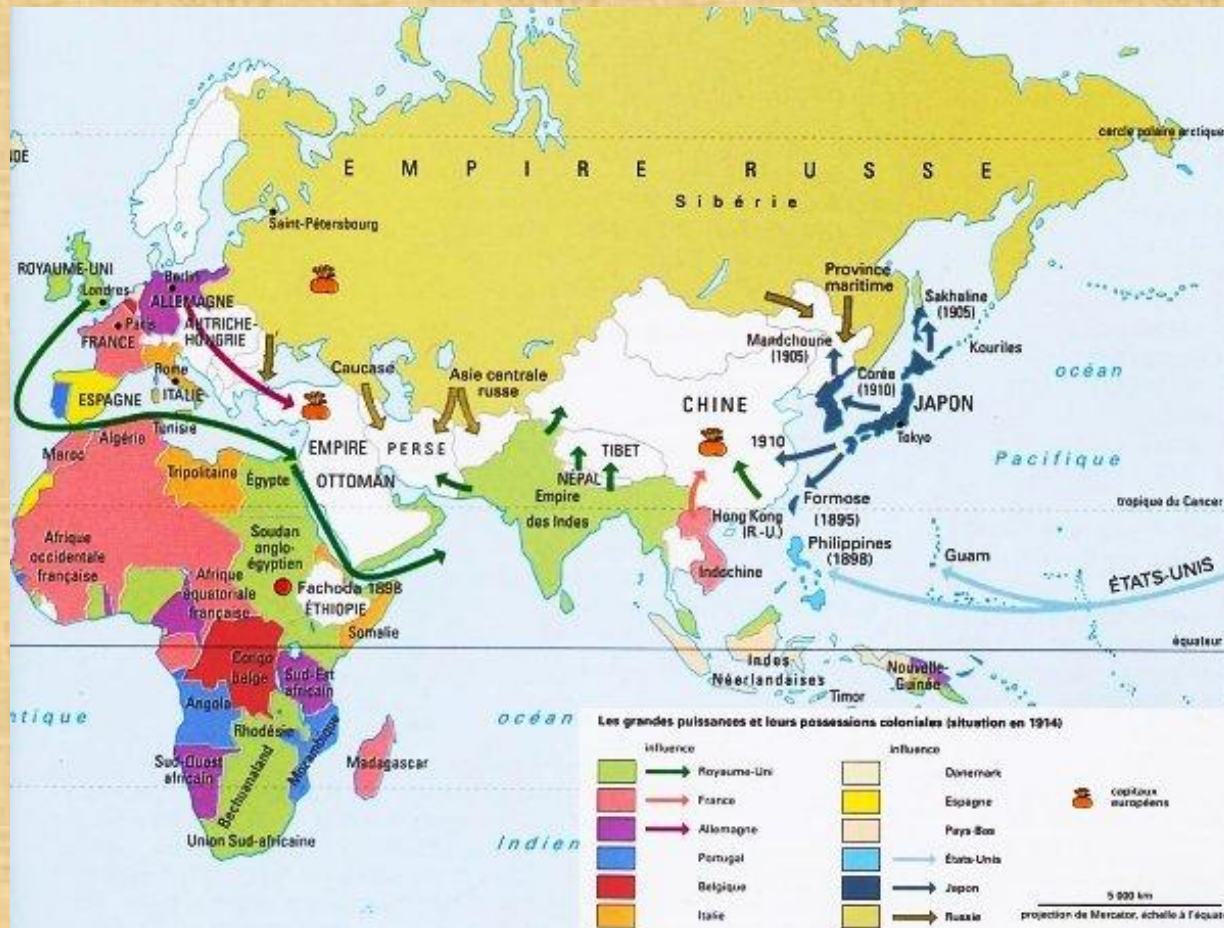 cercle polaire arctique
NDE
EMPIRE RUSSE
Sibérie
Saint-Pétersbourg
ROYAUME-UNI
Londres
Berlin
ALLEMAGNE
Paris
FRANCE
AUTRICHE-
HONGRIE
Rome
ITALIE
ESPAGNE
Province
maritime
Sakhaline
(1905)
Mandchourie
(1905)
Kouriles
Corée
(1910)
JAPON
Tokyo
océan
Pacifique
Caucase
Asie centrale
russe
CHINE
1910
TIBET
NÉPAL
EMPIRE
OTTOMAN
PERSE
Tunisie
Algérie
Maroc
Tripolitaine
Égypte
Empire
des Indes
Hong Kong
(R.-U.)
Formose
(1895)
tropique du Cancer
Philippines
(1898)
Guam
ÉTATS-UNIS
Indochine
Afrique
occidentale
française
Soudan
anglo-
égyptien
Afrique
équatoriale
française
Fachoda 1898
ÉTHIOPIE
Somalie
équateur
Congo
belge
Sud-Est
africain
Indes
Néerlandaises
Nouvelle-
Guinée
Timor
Angola
Rhodésie
Mozambique
Madagascar
Sud-Ouest
africain
Bechuanaland
Union Sud-africaine
ntique
océan
Indien
Les grandes puissances et leurs possessions coloniales (situation en 1914)
influence
Royaume-Uni
France
Allemagne
Portugal
Belgique
Italie
influence
Danemark
Espagne
Pays-Bas
États-Unis
Japon
Russie
capitaux
européens
5 000 km
projection de Mercator, échelle à l'équat